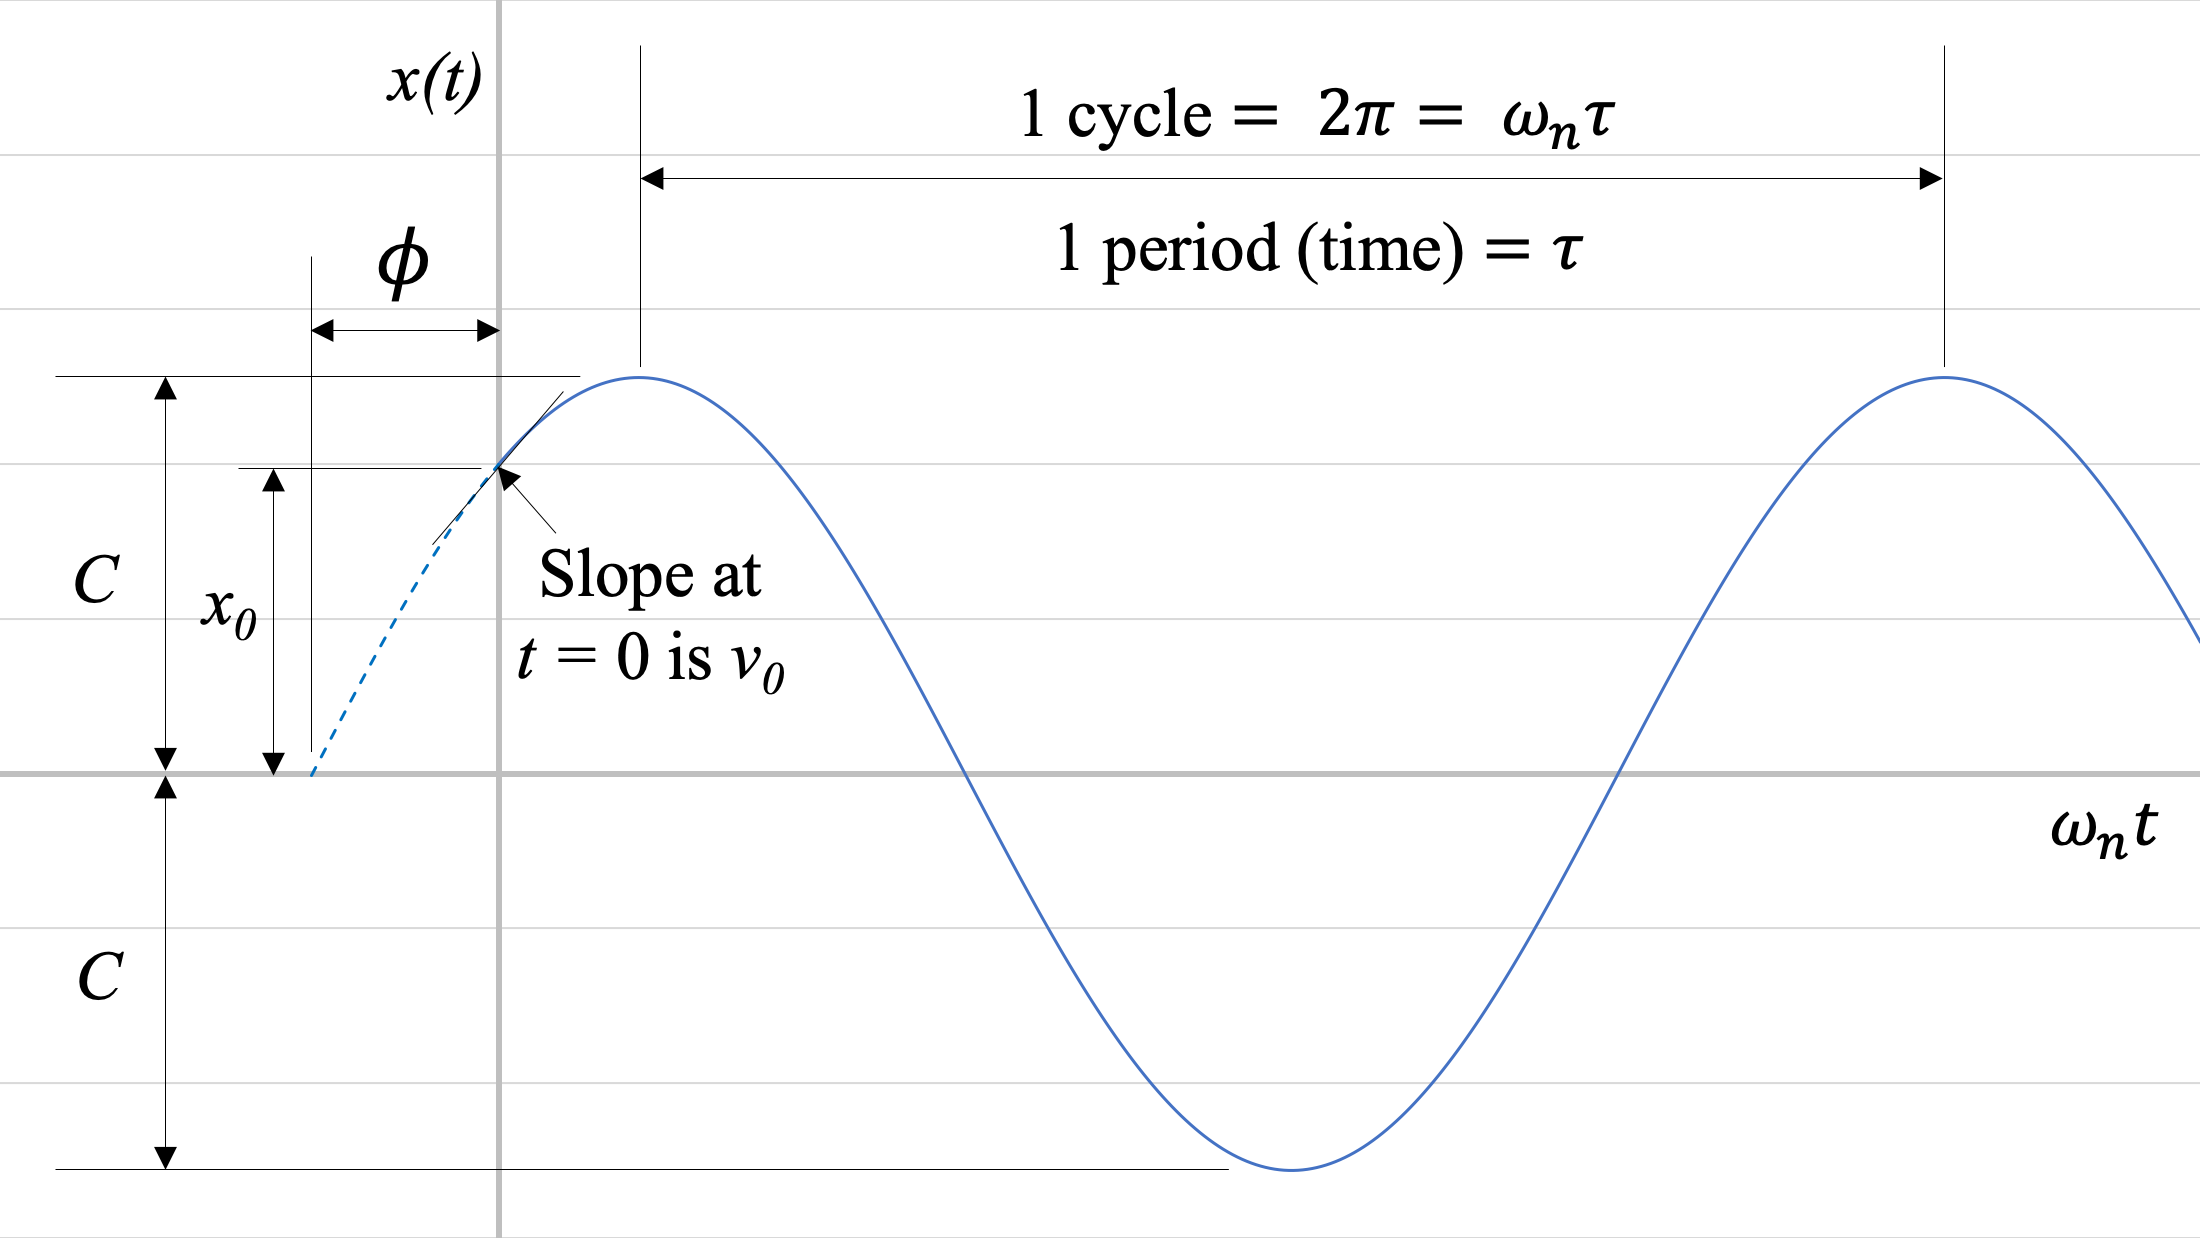 x(t)
1 cycle = 2π = ωₙτ
1 period (time) = τ
ϕ
C
x₀
Slope at
t = 0 is v₀
ωₙt
C